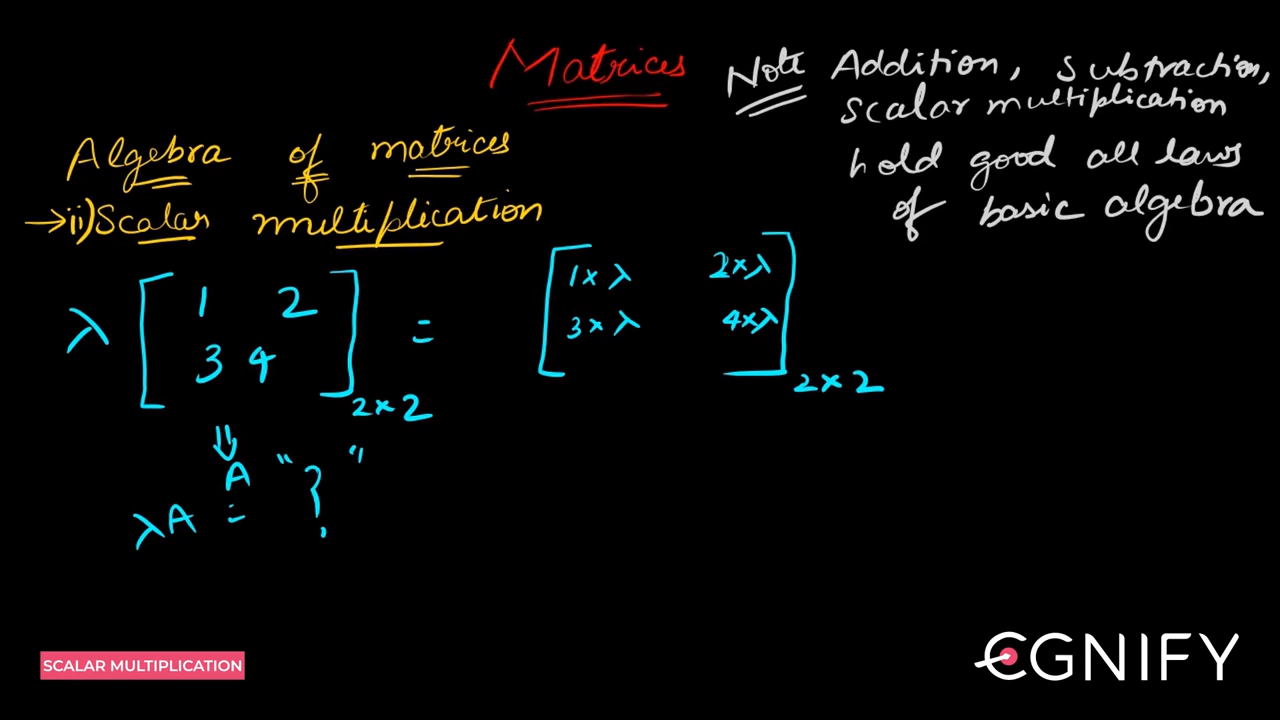 Matrices
Note Addition, subtraction,
scalar multiplication
hold good all laws
of basic algebra
Algebra of matrices
→ii) Scalar multiplication
λ [ 1 2
3 4 ] 2×2 =
[ 1×λ 2×λ
3×λ 4×λ ] 2×2
⇓
A
λA = "?"
SCALAR MULTIPLICATION
CGNIFY